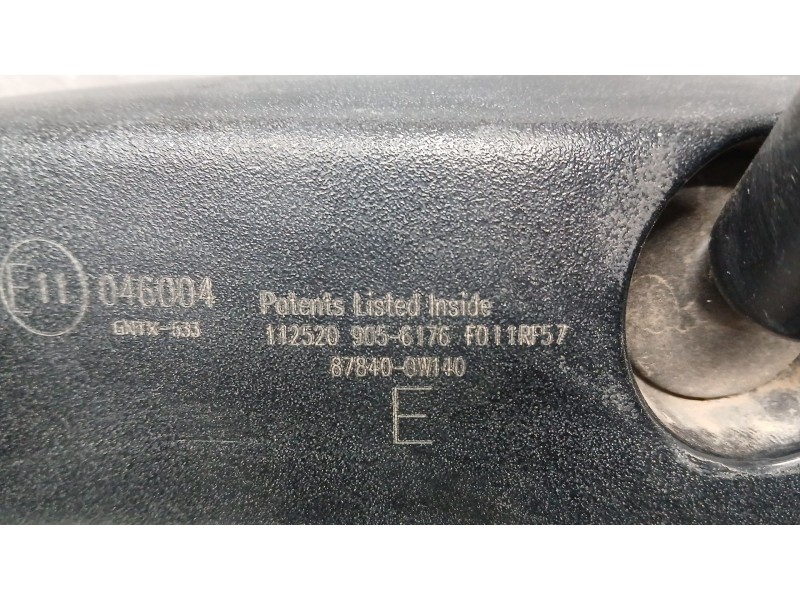 E11 046004 Patents Listed Inside
GNTX-533 112520 905-6176 FD11RF57
87840-0W140
E